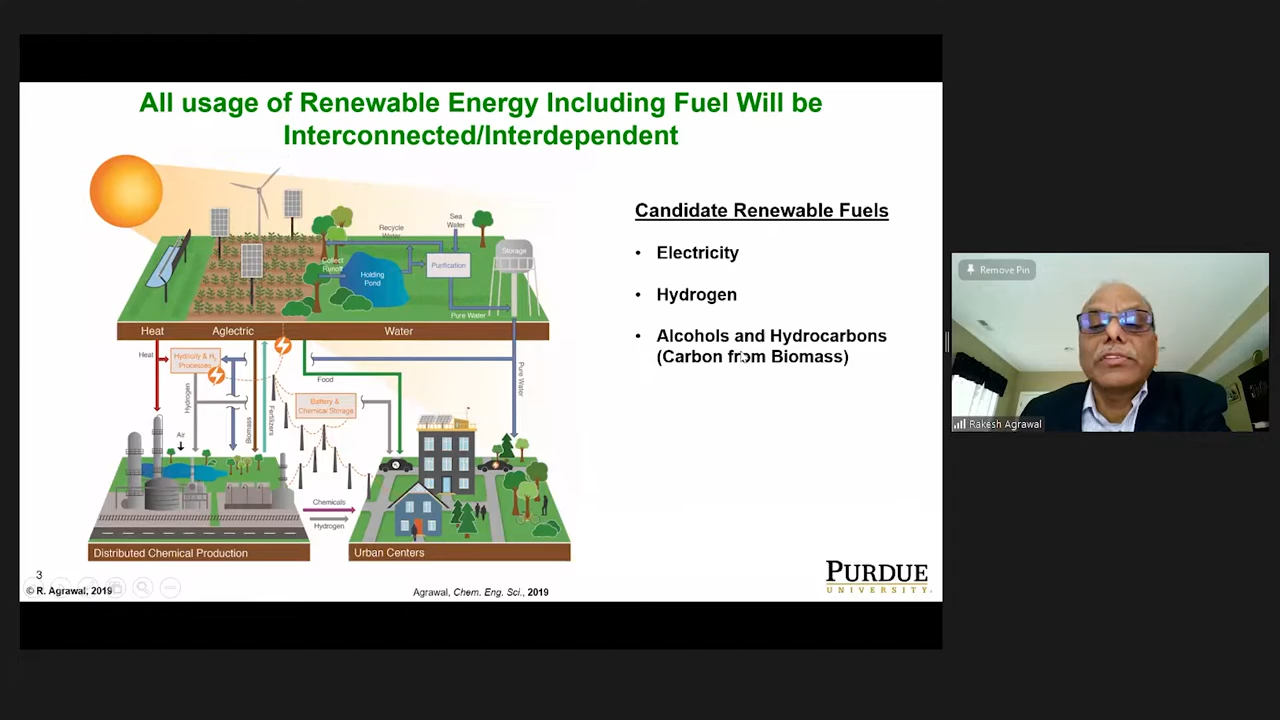 All usage of Renewable Energy Including Fuel Will be
Interconnected/Interdependent
Sea
Water
Recycle
Water
Storage
Collect
Runoff
Holding
Pond
Purification
Pure Water
Heat
Aglectric
Water
Heat
Hydricity & H2
Processes
Food
Pure Water
Hydrogen
Battery &
Chemical Storage
Biomass
Fertilizers
Air
Chemicals
Hydrogen
Distributed Chemical Production
Urban Centers
Candidate Renewable Fuels
• Electricity
• Hydrogen
• Alcohols and Hydrocarbons
(Carbon from Biomass)
3
© R. Agrawal, 2019
Agrawal, Chem. Eng. Sci., 2019
PURDUE
UNIVERSITY
Remove Pin
Rakesh Agrawal